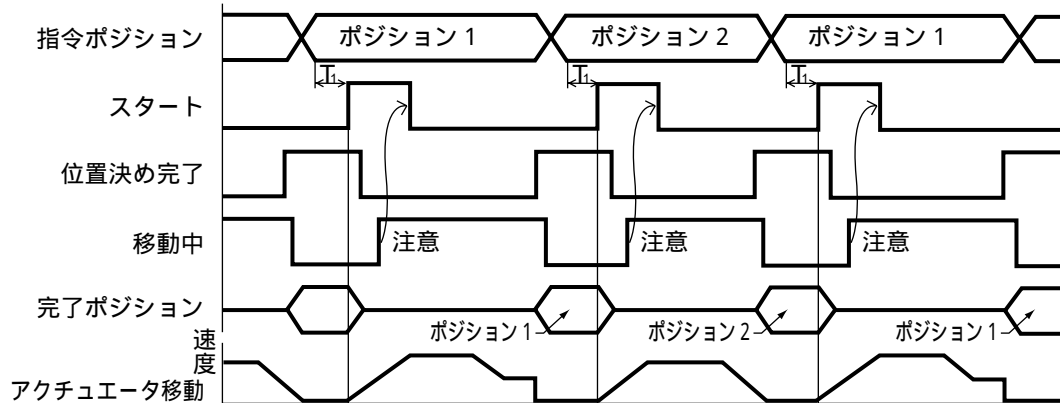 指令ポジション
ポジション 1
ポジション 2
ポジション 1
T1
T1
T1
スタート
位置決め完了
移動中
注意
注意
注意
完了ポジション
ポジション 1
ポジション 2
ポジション 1
速度
アクチュエータ移動